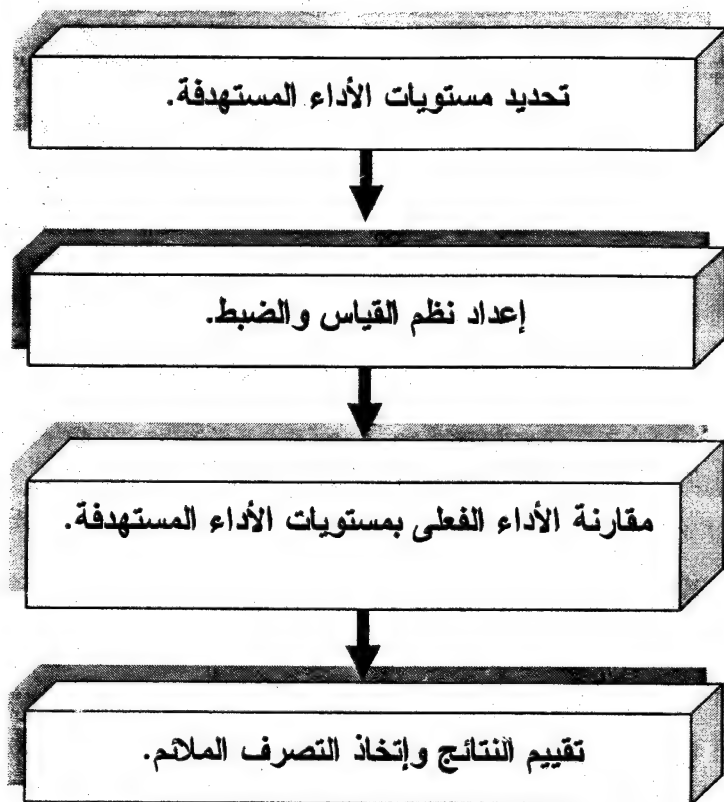 تحديد مستويات الأداء المستهدفة.
إعداد نظم القياس والضبط.
مقارنة الأداء الفعلى بمستويات الأداء المستهدفة.
تقييم النتائج وإتخاذ التصرف الملائم.